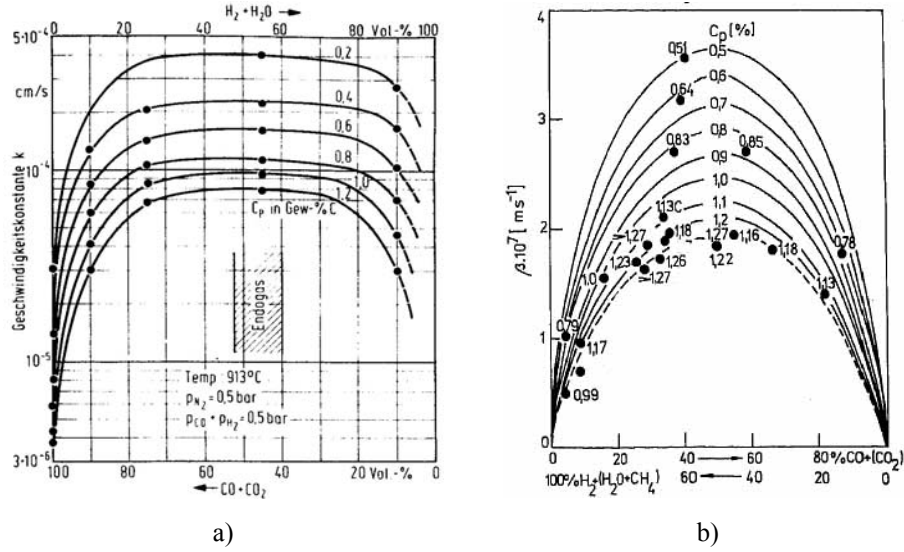 H₂ + H₂O
0 20 40 60 80 Vol.-% 100
5·10⁻⁴
cm/s
10⁻⁴
10⁻⁵
3·10⁻⁶
Geschwindigkeitskonstante k
0,2
0,4
0,6
0,8
1,0
1,2
Cₚ in Gew-% C
Endogas
Temp.: 913°C
p_N₂ = 0,5 bar
p_CO + p_H₂ = 0,5 bar
100 80 60 40 20 Vol.-% 0
CO + CO₂
a)
β·10⁷ [ms⁻¹]
4
3
2
1
0
Cₚ [%]
0,5
0,6
0,7
0,8
0,9
1,0
1,1
1,2
0,51
0,64
0,83
0,85
1,13C
>1,27
1,18
1,27
1,16
1,23
1,26
1,22
1,18
0,78
>1,27
1,0
1,13
0,79
1,17
0,99
0 20 40 60 80 %CO+(CO₂)
100%H₂+(H₂O+CH₄) 60 40 20 0
b)